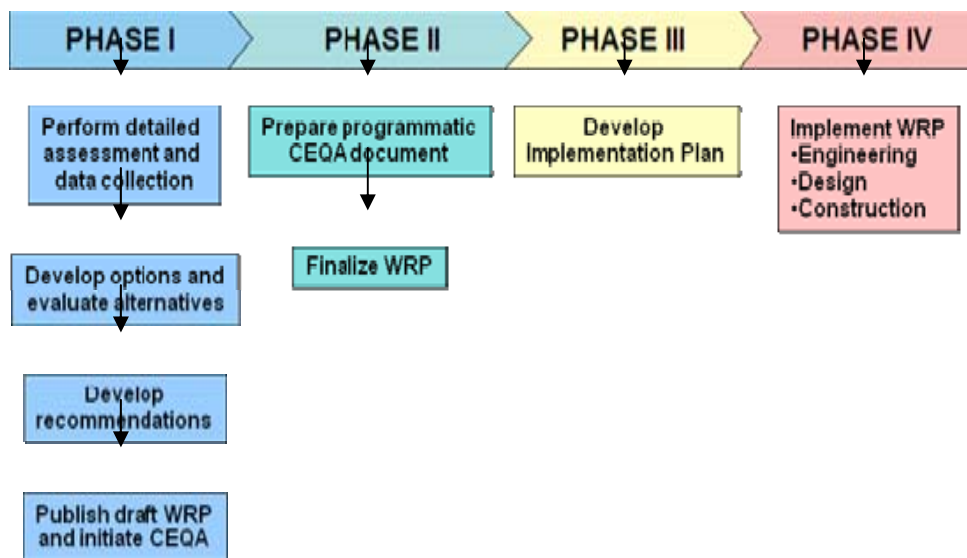 PHASE I
PHASE II
PHASE III
PHASE IV
Perform detailed
assessment and
data collection
Develop options and
evaluate alternatives
Develop
recommendations
Publish draft WRP
and initiate CEQA
Prepare programmatic
CEQA document
Finalize WRP
Develop
Implementation Plan
Implement WRP
•Engineering
•Design
•Construction